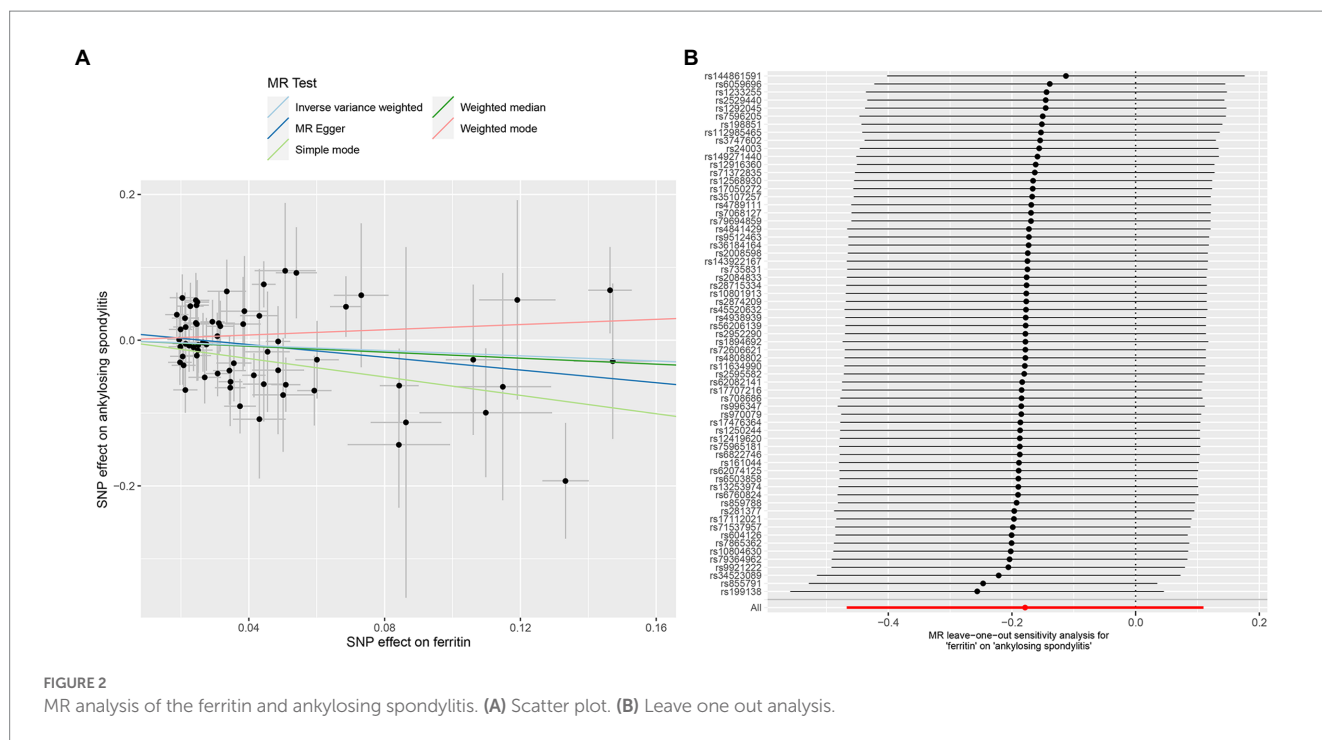 A
MR Test
Inverse variance weighted
Weighted median
MR Egger
Weighted mode
Simple mode
0.2
0.0
−0.2
SNP effect on ankylosing spondylitis
0.04
0.08
0.12
0.16
SNP effect on ferritin
B
rs144861591
rs6059696
rs1233255
rs2529440
rs1292045
rs7596205
rs198851
rs112985465
rs3747602
rs24003
rs149271440
rs12916360
rs71372835
rs12568930
rs17050272
rs35107257
rs4789111
rs7068127
rs79694859
rs4841429
rs9512463
rs36184164
rs2008598
rs143922167
rs735831
rs2084833
rs28715334
rs10801913
rs2874209
rs45520632
rs4938939
rs56206139
rs2952290
rs1894692
rs72606621
rs4808802
rs11634990
rs2595582
rs62082141
rs17707216
rs708686
rs996347
rs970079
rs17476364
rs1250244
rs12419620
rs75965181
rs6822746
rs161044
rs62074125
rs6503858
rs13253974
rs6760824
rs859788
rs281377
rs17112021
rs71537957
rs604126
rs7865362
rs10804630
rs79364962
rs9921222
rs34523089
rs855791
rs199138
All
−0.4
−0.2
0.0
0.2
MR leave−one−out sensitivity analysis for
'ferritin' on 'ankylosing spondylitis'
FIGURE 2
MR analysis of the ferritin and ankylosing spondylitis. (A) Scatter plot. (B) Leave one out analysis.